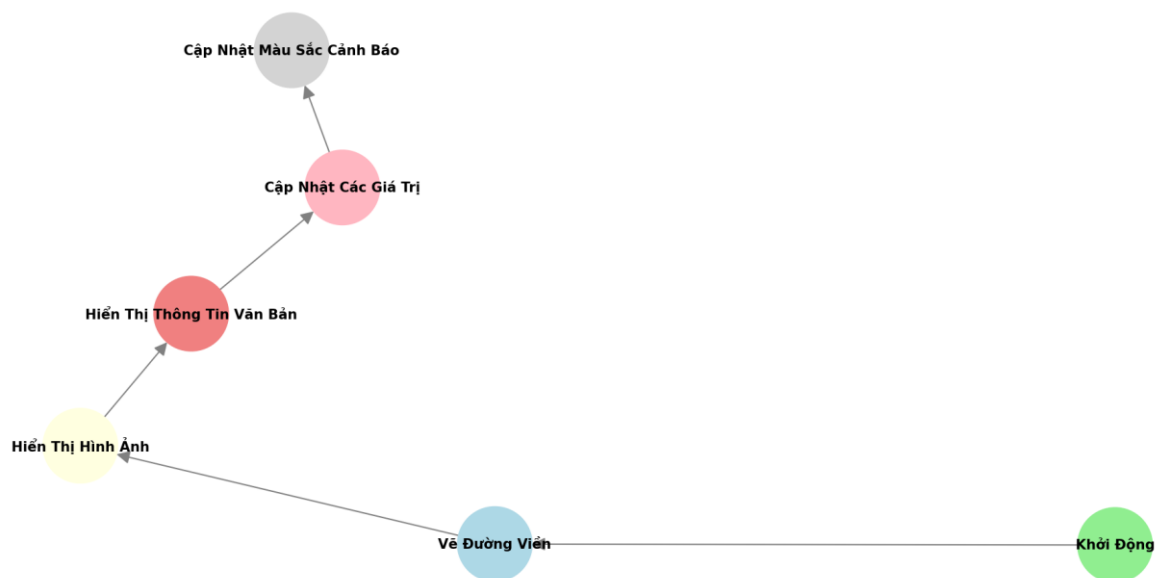 Cập Nhật Màu Sắc Cảnh Báo
Cập Nhật Các Giá Trị
Hiển Thị Thông Tin Văn Bản
Hiển Thị Hình Ảnh
Vẽ Đường Viền
Khởi Động